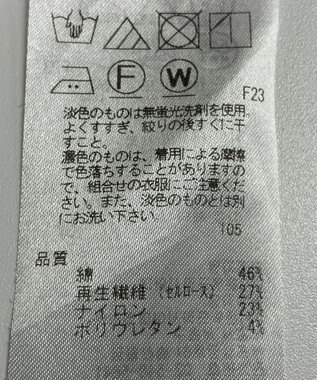 F W
F23
淡色のものは無蛍光洗剤を使用。
よくすすぎ、絞りの後すぐに干
すこと。
濃色のものは、着用による摩擦
で色落ちすることがありますの
で、組合せの衣服にご注意くだ
さい。また、淡色のものとは別
にお洗い下さい。
105
品質
綿 46%
再生繊維(セルロース) 27%
ナイロン 23%
ポリウレタン 4%